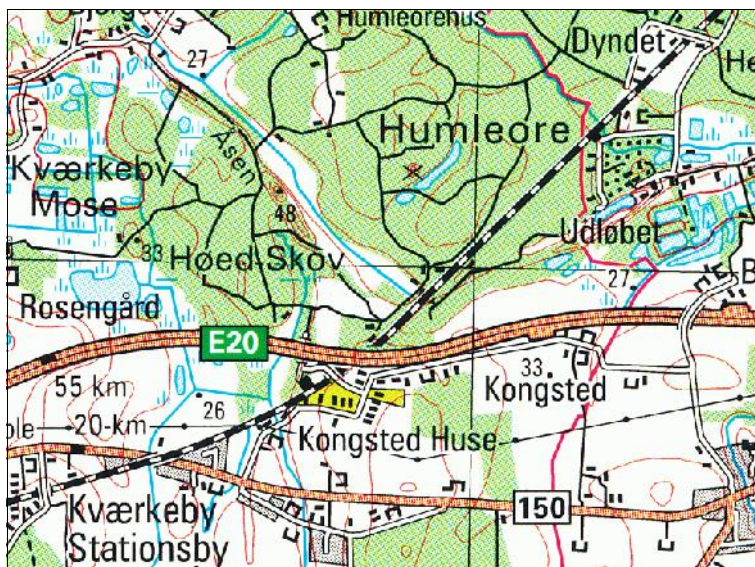 Humleorehus
27
Dyndet
Åsen
Humleore
Kværkeby
Mose
48
33
Høed Skov
Udløbet
27
Rosengård
E20
55 km
33
Kongsted
26
20-km
Kongsted Huse
150
Kværkeby
Stationsby